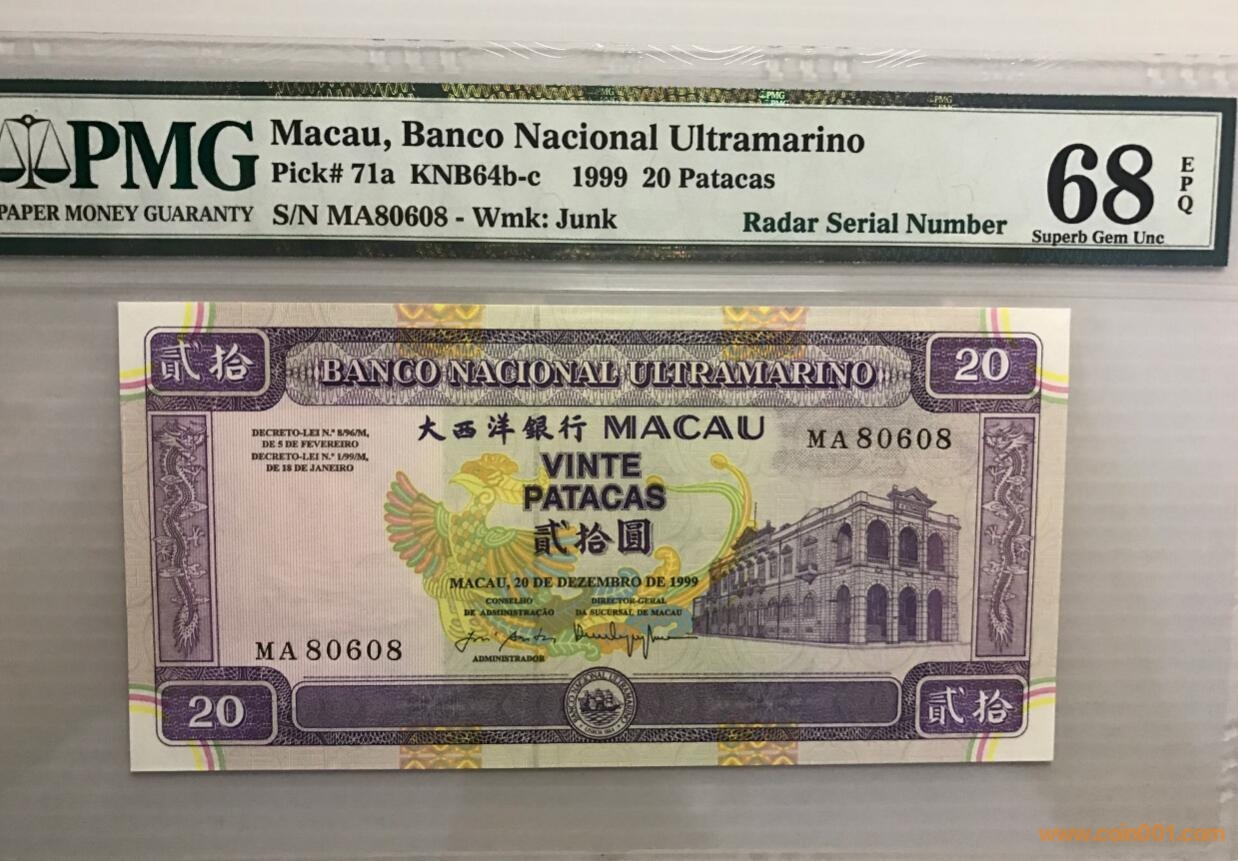 PMG
PAPER MONEY GUARANTY
Macau, Banco Nacional Ultramarino
Pick# 71a KNB64b-c 1999 20 Patacas
S/N MA80608 - Wmk: Junk
Radar Serial Number
68
EPQ
Superb Gem Unc
貳拾
BANCO NACIONAL ULTRAMARINO
20
DECRETO-LEI N.º 8/96/M,
DE 5 DE FEVEREIRO
DECRETO-LEI N.º 1/99/M,
DE 18 DE JANEIRO
大西洋銀行 MACAU
MA80608
VINTE
PATACAS
貳拾圓
MACAU, 20 DE DEZEMBRO DE 1999
CONSELHO
DE ADMINISTRAÇÃO
DIRECTOR-GERAL
DA SUCURSAL DE MACAU
ADMINISTRADOR
MA80608
20
貳拾
www.coin001.com